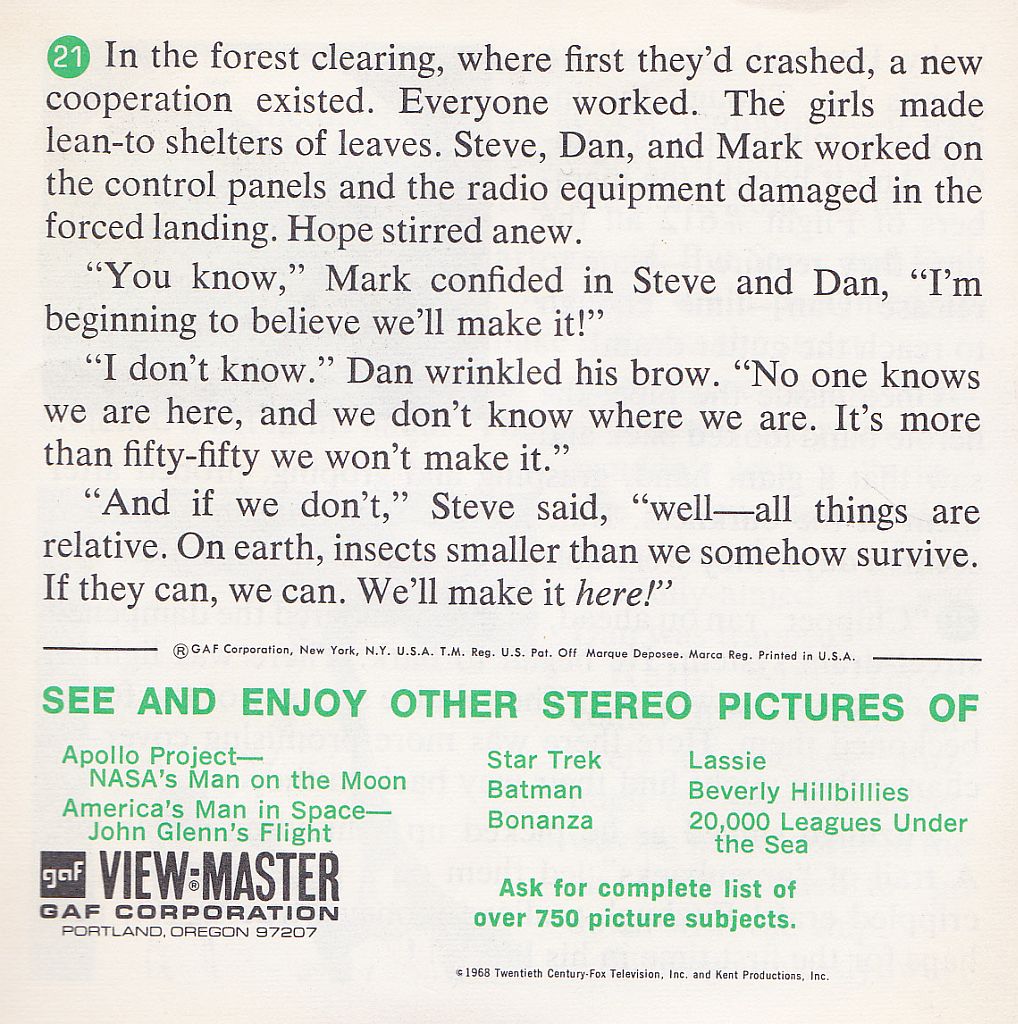 21 In the forest clearing, where first they’d crashed, a new
cooperation existed. Everyone worked. The girls made
lean-to shelters of leaves. Steve, Dan, and Mark worked on
the control panels and the radio equipment damaged in the
forced landing. Hope stirred anew.
“You know,” Mark confided in Steve and Dan, “I’m
beginning to believe we’ll make it!”
“I don’t know.” Dan wrinkled his brow. “No one knows
we are here, and we don’t know where we are. It’s more
than fifty-fifty we won’t make it.”
“And if we don’t,” Steve said, “well—all things are
relative. On earth, insects smaller than we somehow survive.
If they can, we can. We’ll make it here!”
® GAF Corporation, New York, N.Y. U.S.A. T.M. Reg. U.S. Pat. Off Marque Deposee. Marca Reg. Printed in U.S.A.
SEE AND ENJOY OTHER STEREO PICTURES OF
Apollo Project—
NASA’s Man on the Moon
America’s Man in Space—
John Glenn’s Flight
Star Trek
Batman
Bonanza
Lassie
Beverly Hillbillies
20,000 Leagues Under
the Sea
gaf VIEW-MASTER ®
GAF CORPORATION
PORTLAND, OREGON 97207
Ask for complete list of
over 750 picture subjects.
©1968 Twentieth Century-Fox Television, Inc. and Kent Productions, Inc.